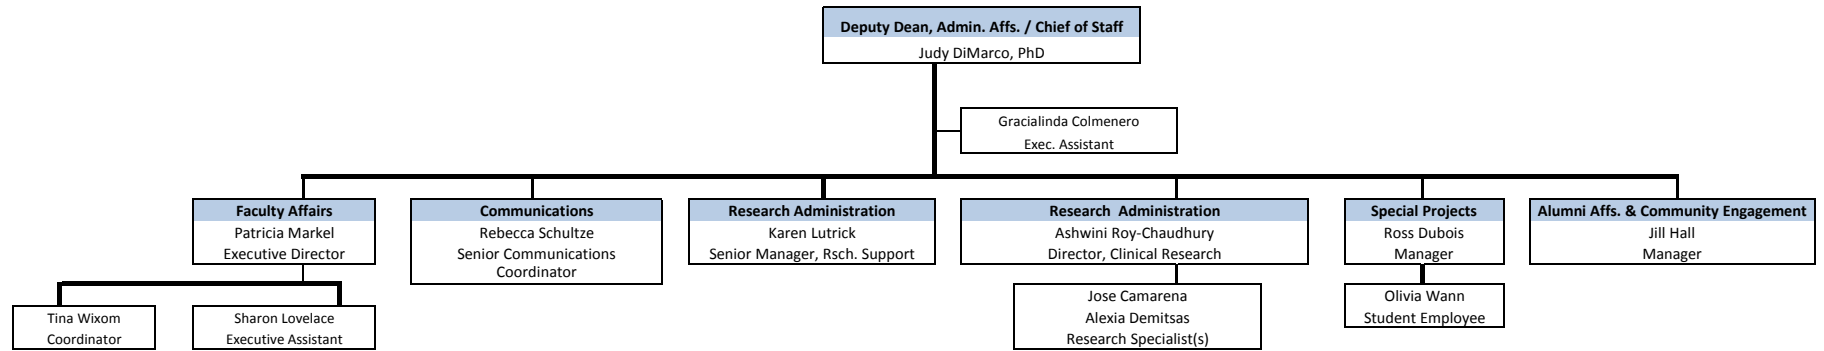 Deputy Dean, Admin. Affs. / Chief of Staff
Judy DiMarco, PhD
Gracialinda Colmenero
Exec. Assistant
Faculty Affairs
Patricia Markel
Executive Director
Communications
Rebecca Schultze
Senior Communications
Coordinator
Research Administration
Karen Lutrick
Senior Manager, Rsch. Support
Research  Administration
Ashwini Roy-Chaudhury
Director, Clinical Research
Special Projects
Ross Dubois
Manager
Alumni Affs. & Community Engagement
Jill Hall
Manager
Tina Wixom
Coordinator
Sharon Lovelace
Executive Assistant
Jose Camarena
Alexia Demitsas
Research Specialist(s)
Olivia Wann
Student Employee